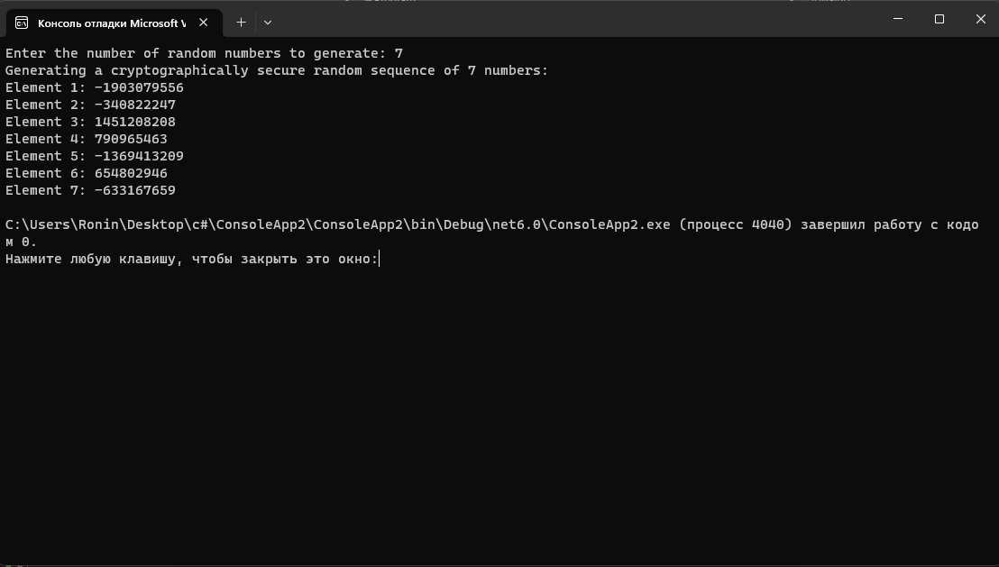 Консоль отладки Microsoft V
Enter the number of random numbers to generate: 7
Generating a cryptographically secure random sequence of 7 numbers:
Element 1: -1903079556
Element 2: -340822247
Element 3: 1451208208
Element 4: 790965463
Element 5: -1369413209
Element 6: 654802946
Element 7: -633167659
C:\Users\Ronin\Desktop\c#\ConsoleApp2\ConsoleApp2\bin\Debug\net6.0\ConsoleApp2.exe (процесс 4040) завершил работу с кодо
м 0.
Нажмите любую клавишу, чтобы закрыть это окно: